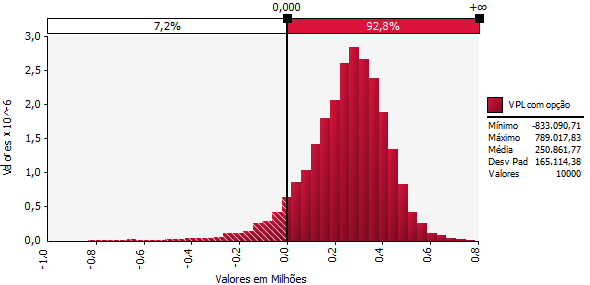 0,000 +∞
7,2% 92,8%
Valores x 10^-6
3,0
2,5
2,0
1,5
1,0
0,5
0,0
-1.0 -0.8 -0.6 -0.4 -0.2 0.0 0.2 0.4 0.6 0.8
Valores em Milhões
VPL com opção
Mínimo -833.090,71
Máximo 789.017,83
Média 250.861,77
Desv Pad 165.114,38
Valores 10000